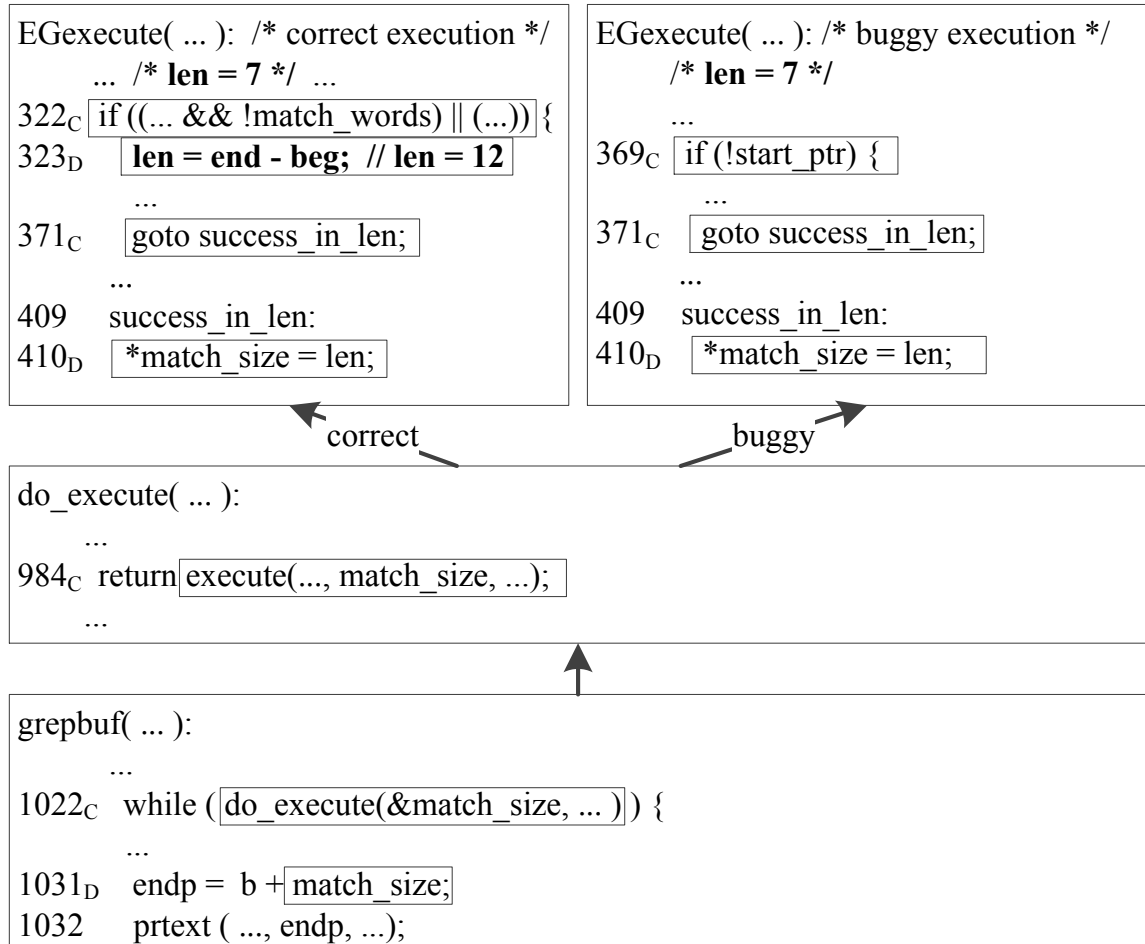 EGexecute( ... ):  /* correct execution */
... /* len = 7 */ ...
322C if ((... && !match_words) || (...)) {
323D len = end - beg;  // len = 12
...
371C goto success_in_len;
...
409 success_in_len:
410D *match_size = len;
EGexecute( ... ): /* buggy execution */
/* len = 7 */
...
369C if (!start_ptr) {
...
371C goto success_in_len;
...
409 success_in_len:
410D *match_size = len;
correct
buggy
do_execute( ... ):
...
984C return execute(..., match_size, ...);
...
grepbuf( ... ):
...
1022C while ( do_execute(&match_size, ... ) ) {
...
1031D endp = b + match_size;
1032 prtext ( ..., endp, ...);